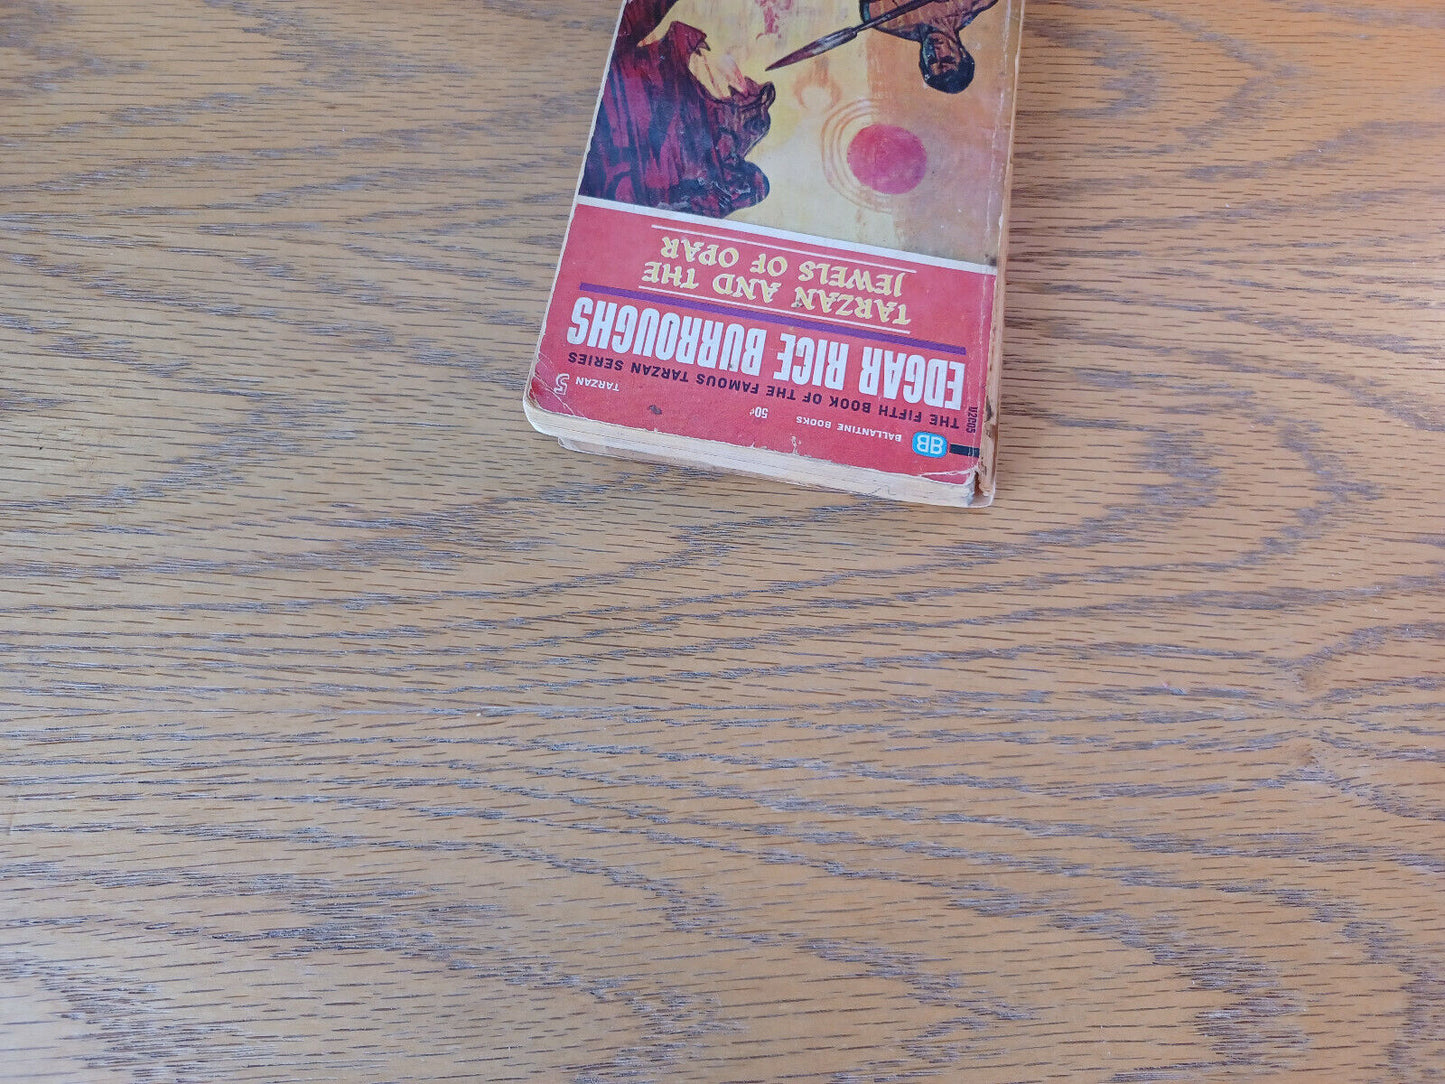 BB BALLANTINE BOOKS 50¢ TARZAN 5
U2005
THE FIFTH BOOK OF THE FAMOUS TARZAN SERIES
EDGAR RICE BURROUGHS
TARZAN AND THE
JEWELS OF OPAR